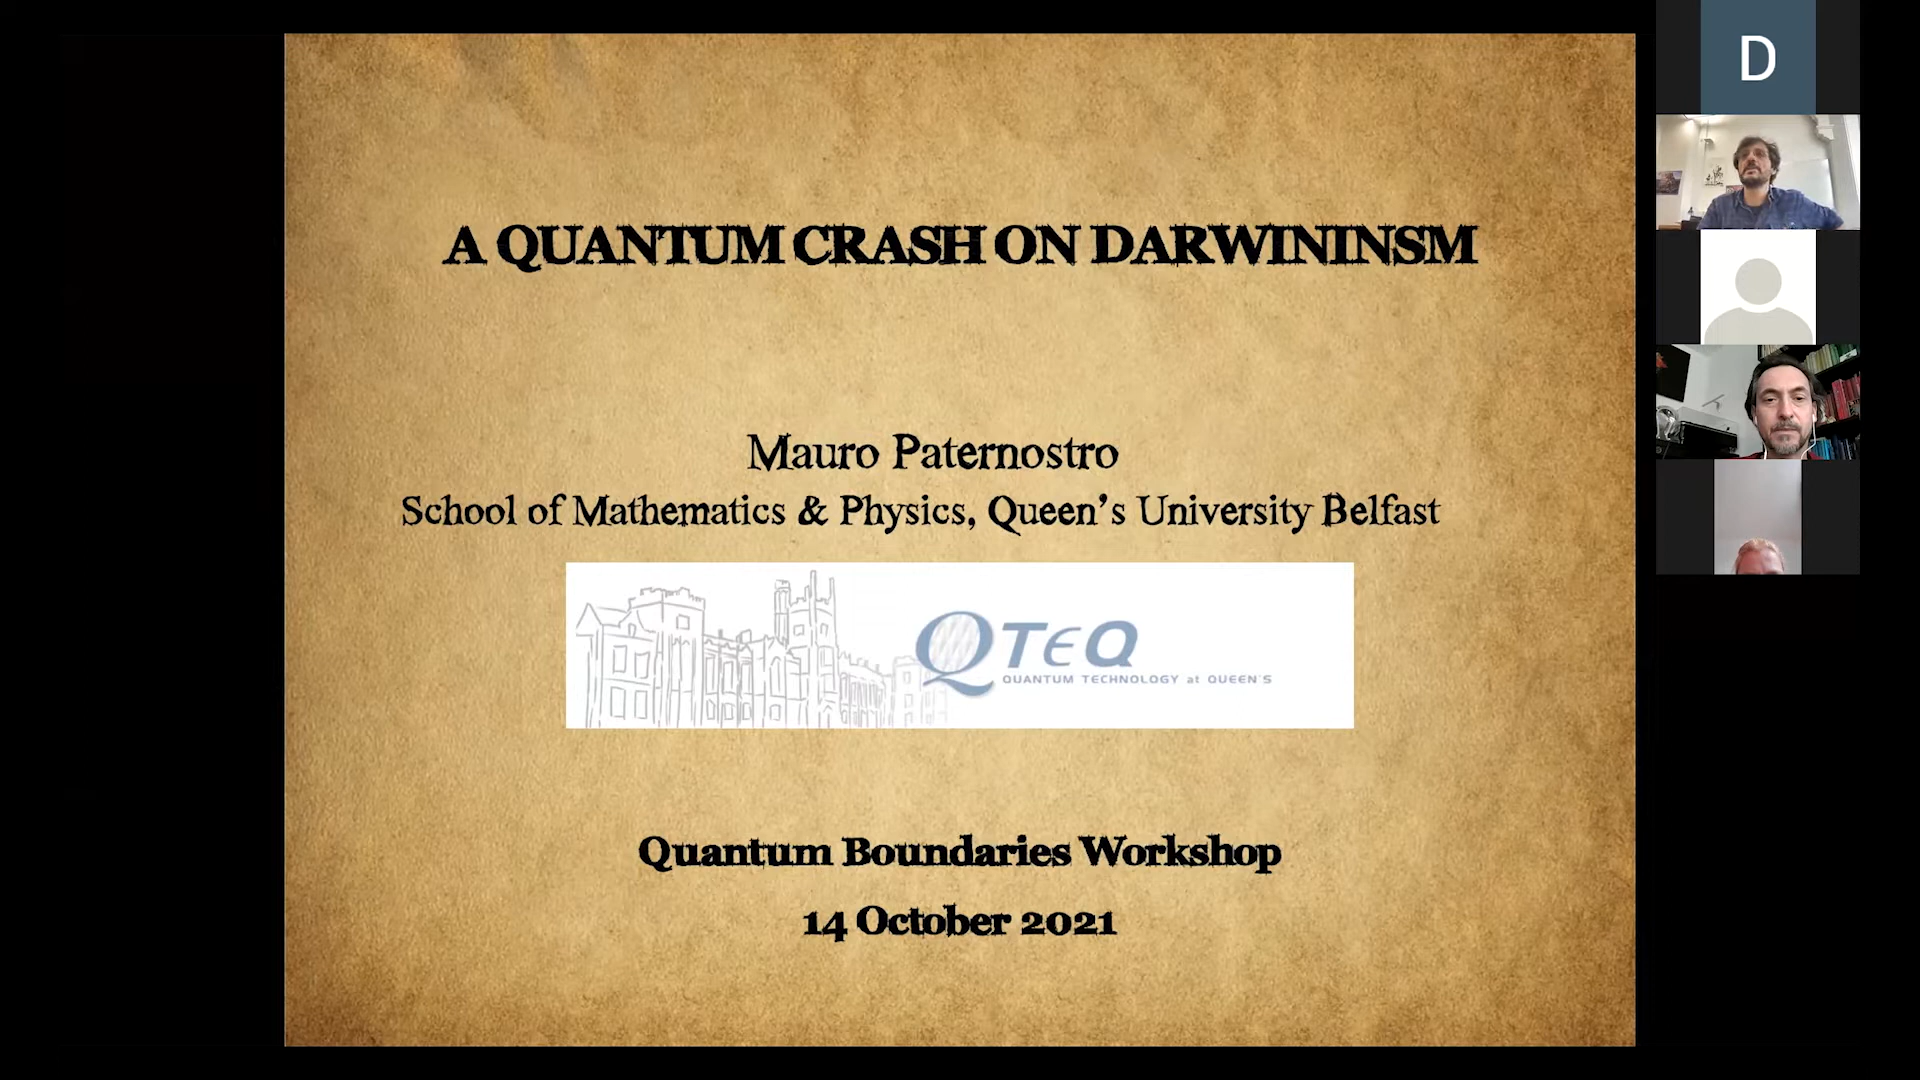 A QUANTUM CRASH ON DARWININSM
Mauro Paternostro
School of Mathematics & Physics, Queen's University Belfast
QTEQ
QUANTUM TECHNOLOGY at QUEEN'S
Quantum Boundaries Workshop
14 October 2021
D